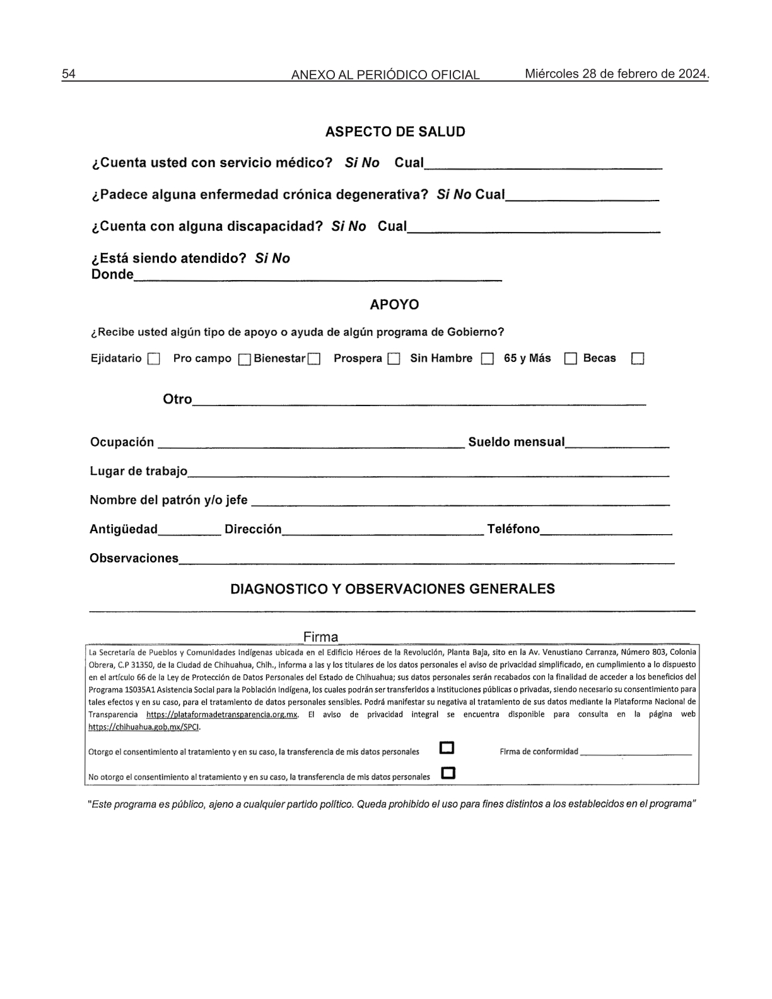 54 ANEXO AL PERIÓDICO OFICIAL Miércoles 28 de febrero de 2024.
ASPECTO DE SALUD
¿Cuenta usted con servicio médico? Si No Cual
¿Padece alguna enfermedad crónica degenerativa? Si No Cual
¿Cuenta con alguna discapacidad? Si No Cual
¿Está siendo atendido? Si No
Donde
APOYO
¿Recibe usted algún tipo de apoyo o ayuda de algún programa de Gobierno?
Ejidatario Pro campo Bienestar Prospera Sin Hambre 65 y Más Becas
Otro
Ocupación Sueldo mensual
Lugar de trabajo
Nombre del patrón y/o jefe
Antigüedad Dirección Teléfono
Observaciones
DIAGNOSTICO Y OBSERVACIONES GENERALES
Firma
La Secretaría de Pueblos y Comunidades Indígenas ubicada en el Edificio Héroes de la Revolución, Planta Baja, sito en la Av. Venustiano Carranza, Número 803, Colonia
Obrera, C.P 31350, de la Ciudad de Chihuahua, Chih., informa a las y los titulares de los datos personales el aviso de privacidad simplificado, en cumplimiento a lo dispuesto
en el artículo 66 de la Ley de Protección de Datos Personales del Estado de Chihuahua; sus datos personales serán recabados con la finalidad de acceder a los beneficios del
Programa 1S035A1 Asistencia Social para la Población Indígena, los cuales podrán ser transferidos a instituciones públicas o privadas, siendo necesario su consentimiento para
tales efectos y en su caso, para el tratamiento de datos personales sensibles. Podrá manifestar su negativa al tratamiento de sus datos mediante la Plataforma Nacional de
Transparencia https://plataformadetransparencia.org.mx. El aviso de privacidad integral se encuentra disponible para consulta en la página web
https://chihuahua.gob.mx/SPCI.
Otorgo el consentimiento al tratamiento y en su caso, la transferencia de mis datos personales Firma de conformidad
No otorgo el consentimiento al tratamiento y en su caso, la transferencia de mis datos personales
"Este programa es público, ajeno a cualquier partido político. Queda prohibido el uso para fines distintos a los establecidos en el programa"